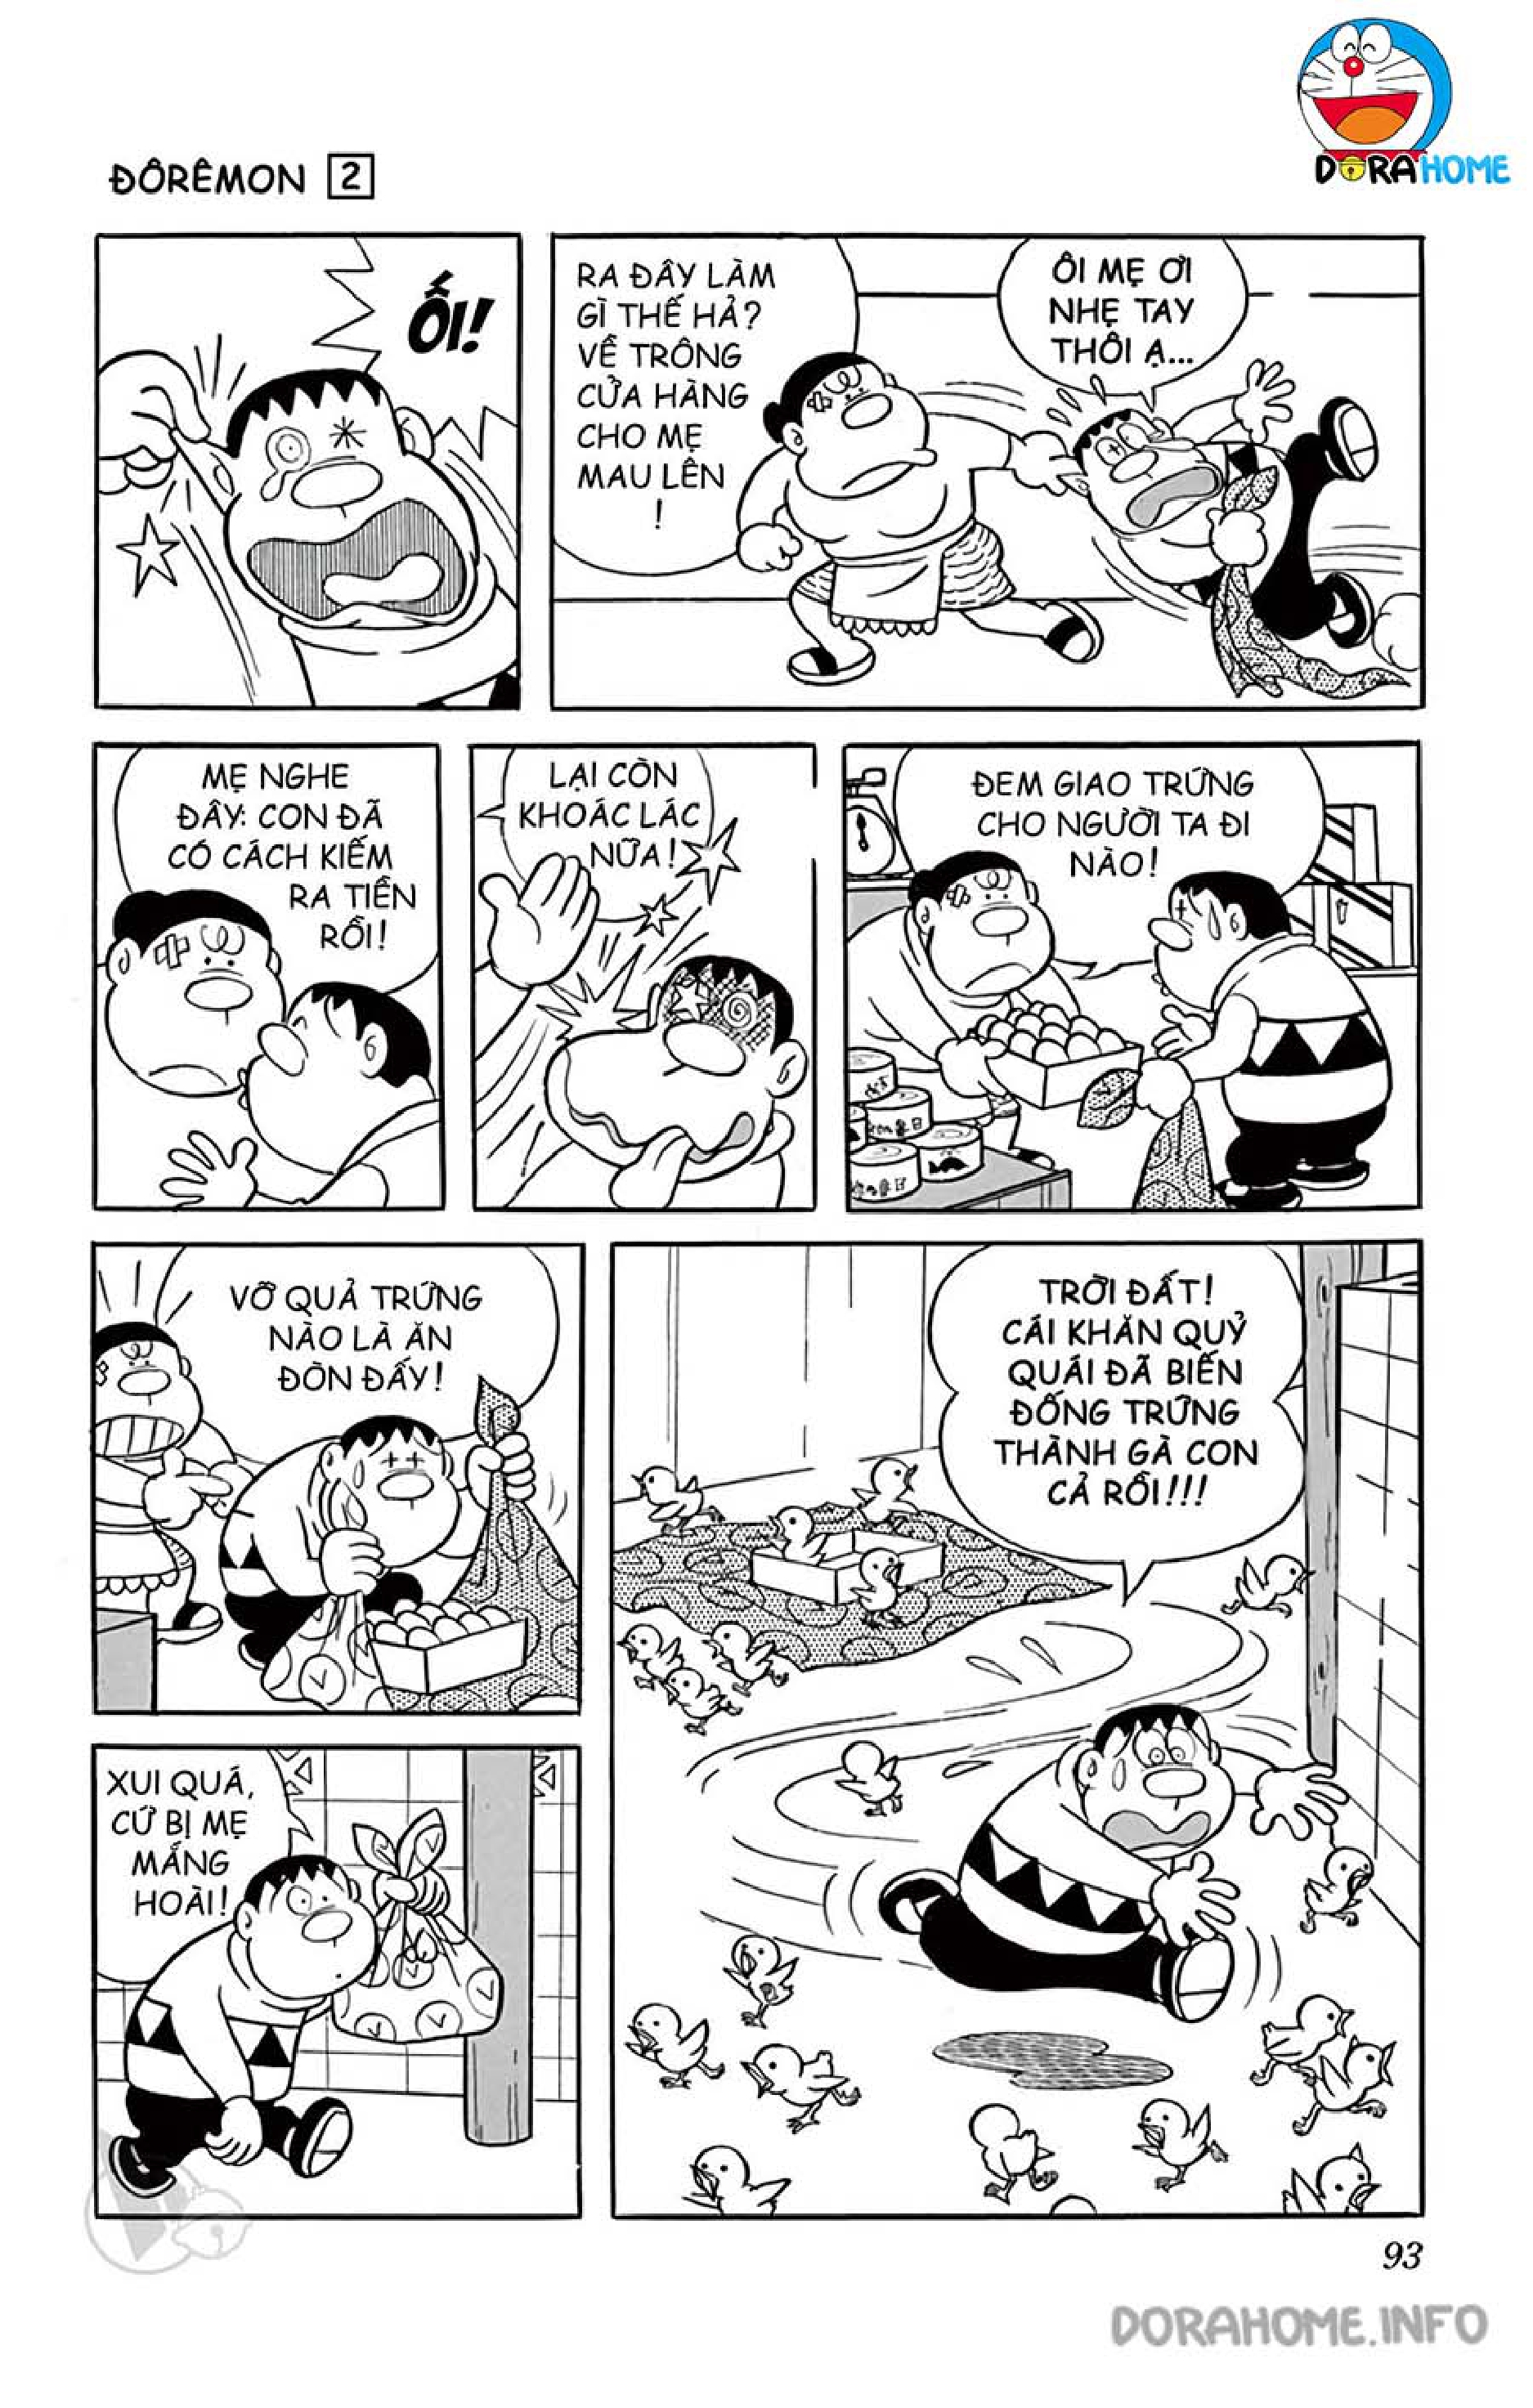 DORAHOME
ĐÔRÊMON 2
ỐI!
RA ĐÂY LÀM
GÌ THẾ HẢ?
VỀ TRÔNG
CỬA HÀNG
CHO MẸ
MAU LÊN
!
ÔI MẸ ƠI
NHẸ TAY
THÔI Ạ...
MẸ NGHE
ĐÂY: CON ĐÃ
CÓ CÁCH KIẾM
RA TIỀN
RỒI!
LẠI CÒN
KHOÁC LÁC
NỮA!
ĐEM GIAO TRỨNG
CHO NGƯỜI TA ĐI
NÀO!
VỠ QUẢ TRỨNG
NÀO LÀ ĂN
ĐÒN ĐẤY!
XUI QUÁ,
CỨ BỊ MẸ
MẮNG
HOÀI!
TRỜI ĐẤT!
CÁI KHĂN QUỶ
QUÁI ĐÃ BIẾN
ĐỐNG TRỨNG
THÀNH GÀ CON
CẢ RỒI!!!
93
DORAHOME.INFO